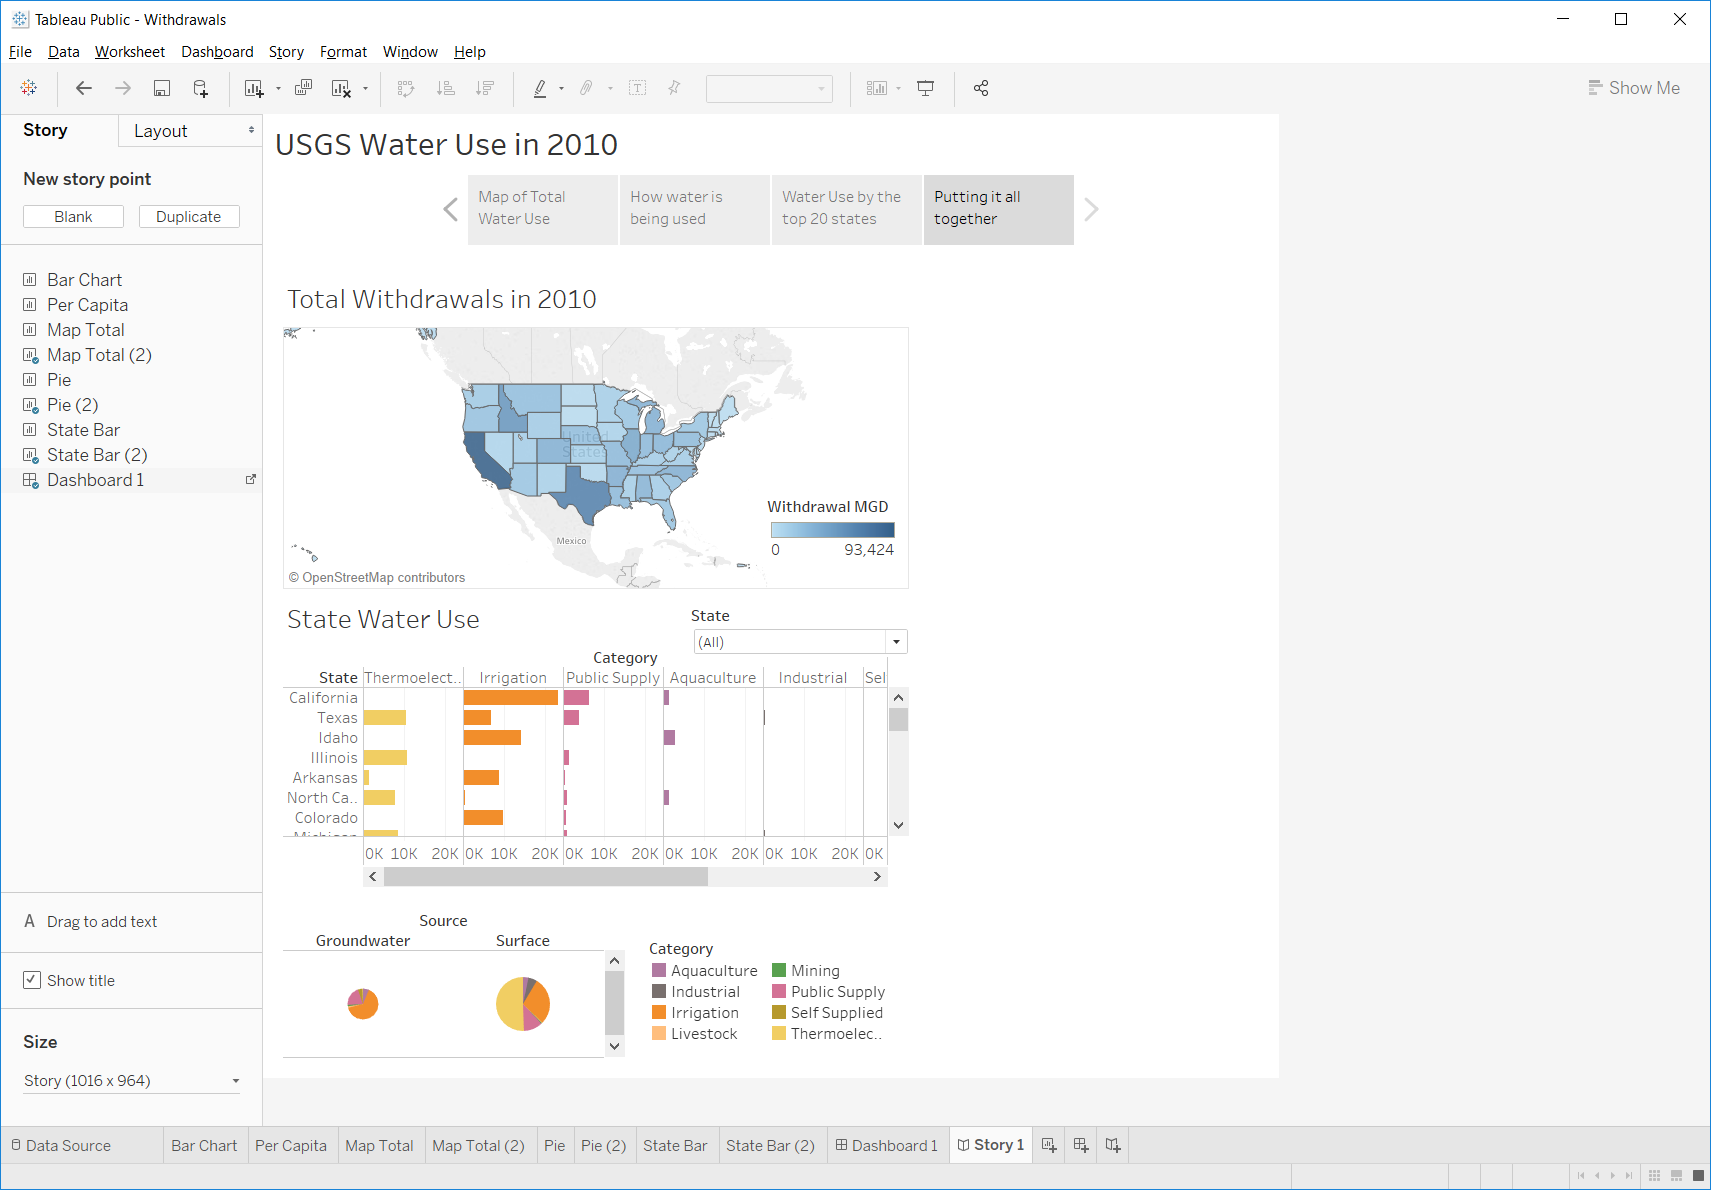 Tableau Public - Withdrawals
File Data Worksheet Dashboard Story Format Window Help
Show Me
Story Layout
New story point
Blank Duplicate
Bar Chart
Per Capita
Map Total
Map Total (2)
Pie
Pie (2)
State Bar
State Bar (2)
Dashboard 1
A Drag to add text
Show title
Size
Story (1016 x 964)
USGS Water Use in 2010
Map of Total
Water Use
How water is
being used
Water Use by the
top 20 states
Putting it all
together
Total Withdrawals in 2010
United
States
Mexico
Withdrawal MGD
0 93,424
© OpenStreetMap contributors
State Water Use
State
(All)
Category
State Thermoelect.. Irrigation Public Supply Aquaculture Industrial Sel
California
Texas
Idaho
Illinois
Arkansas
North Ca..
Colorado
Michigan
0K 10K 20K 0K 10K 20K 0K 10K 20K 0K 10K 20K 0K 10K 20K 0K
Source
Groundwater Surface
Category
Aquaculture Mining
Industrial Public Supply
Irrigation Self Supplied
Livestock Thermoelec..
Data Source Bar Chart Per Capita Map Total Map Total (2) Pie Pie (2) State Bar State Bar (2) Dashboard 1 Story 1